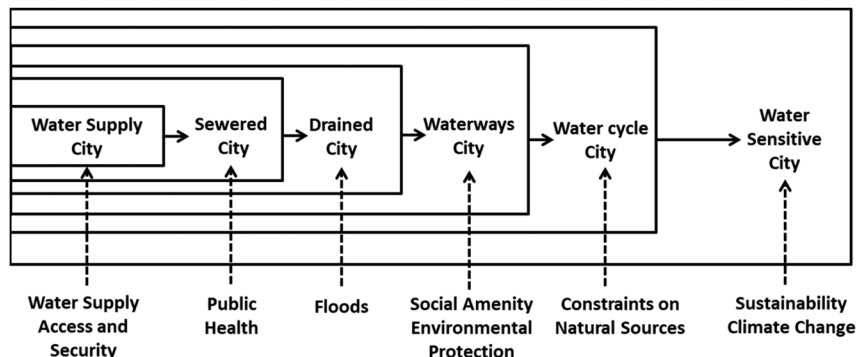 Water Supply
City
Sewered
City
Drained
City
Waterways
City
Water cycle
City
Water
Sensitive
City
Water Supply
Access and
Security
Public
Health
Floods
Social Amenity
Environmental
Protection
Constraints on
Natural Sources
Sustainability
Climate Change